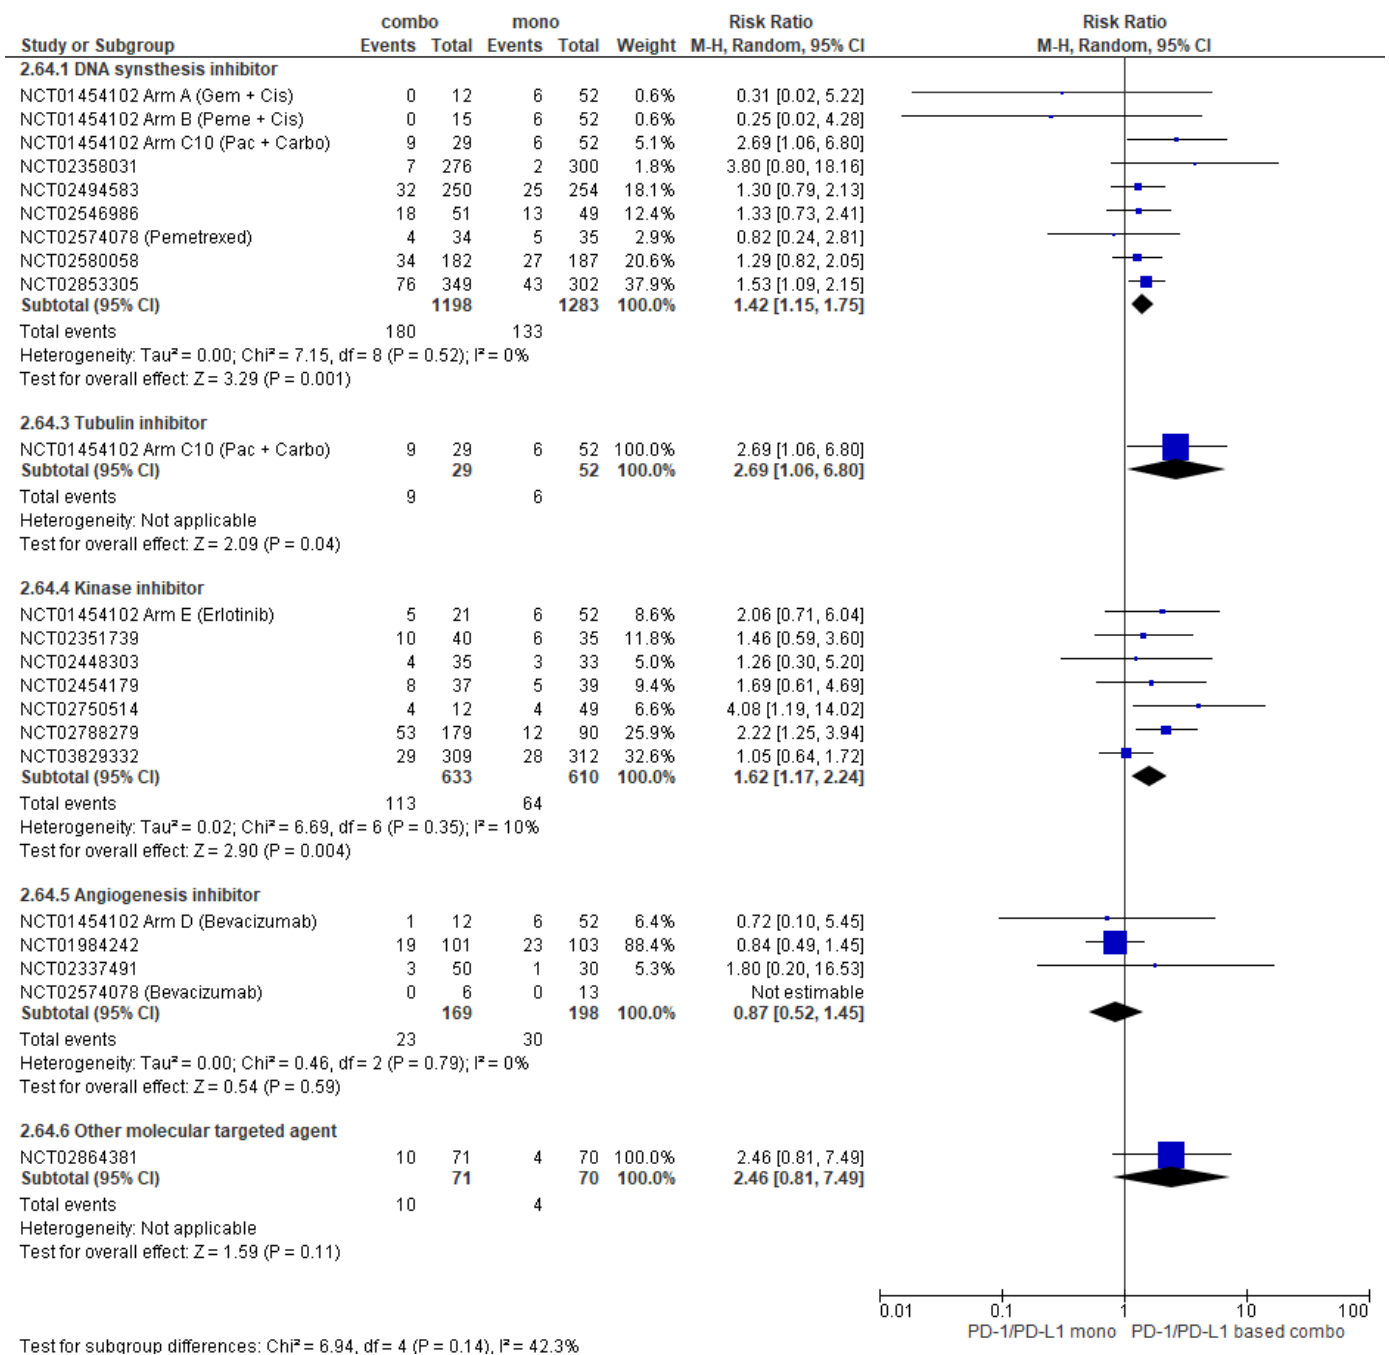 combo mono Risk Ratio Risk Ratio
Study or Subgroup Events Total Events Total Weight M-H, Random, 95% CI M-H, Random, 95% CI
2.64.1 DNA synsthesis inhibitor
NCT01454102 Arm A (Gem + Cis) 0 12 6 52 0.6% 0.31 [0.02, 5.22]
NCT01454102 Arm B (Peme + Cis) 0 15 6 52 0.6% 0.25 [0.02, 4.28]
NCT01454102 Arm C10 (Pac + Carbo) 9 29 6 52 5.1% 2.69 [1.06, 6.80]
NCT02358031 7 276 2 300 1.8% 3.80 [0.80, 18.16]
NCT02494583 32 250 25 254 18.1% 1.30 [0.79, 2.13]
NCT02546986 18 51 13 49 12.4% 1.33 [0.73, 2.41]
NCT02574078 (Pemetrexed) 4 34 5 35 2.9% 0.82 [0.24, 2.81]
NCT02580058 34 182 27 187 20.6% 1.29 [0.82, 2.05]
NCT02853305 76 349 43 302 37.9% 1.53 [1.09, 2.15]
Subtotal (95% CI) 1198 1283 100.0% 1.42 [1.15, 1.75]
Total events 180 133
Heterogeneity: Tau² = 0.00; Chi² = 7.15, df = 8 (P = 0.52); I² = 0%
Test for overall effect: Z = 3.29 (P = 0.001)
2.64.3 Tubulin inhibitor
NCT01454102 Arm C10 (Pac + Carbo) 9 29 6 52 100.0% 2.69 [1.06, 6.80]
Subtotal (95% CI) 29 52 100.0% 2.69 [1.06, 6.80]
Total events 9 6
Heterogeneity: Not applicable
Test for overall effect: Z = 2.09 (P = 0.04)
2.64.4 Kinase inhibitor
NCT01454102 Arm E (Erlotinib) 5 21 6 52 8.6% 2.06 [0.71, 6.04]
NCT02351739 10 40 6 35 11.8% 1.46 [0.59, 3.60]
NCT02448303 4 35 3 33 5.0% 1.26 [0.30, 5.20]
NCT02454179 8 37 5 39 9.4% 1.69 [0.61, 4.69]
NCT02750514 4 12 4 49 6.6% 4.08 [1.19, 14.02]
NCT02788279 53 179 12 90 25.9% 2.22 [1.25, 3.94]
NCT03829332 29 309 28 312 32.6% 1.05 [0.64, 1.72]
Subtotal (95% CI) 633 610 100.0% 1.62 [1.17, 2.24]
Total events 113 64
Heterogeneity: Tau² = 0.02; Chi² = 6.69, df = 6 (P = 0.35); I² = 10%
Test for overall effect: Z = 2.90 (P = 0.004)
2.64.5 Angiogenesis inhibitor
NCT01454102 Arm D (Bevacizumab) 1 12 6 52 6.4% 0.72 [0.10, 5.45]
NCT01984242 19 101 23 103 88.4% 0.84 [0.49, 1.45]
NCT02337491 3 50 1 30 5.3% 1.80 [0.20, 16.53]
NCT02574078 (Bevacizumab) 0 6 0 13 Not estimable
Subtotal (95% CI) 169 198 100.0% 0.87 [0.52, 1.45]
Total events 23 30
Heterogeneity: Tau² = 0.00; Chi² = 0.46, df = 2 (P = 0.79); I² = 0%
Test for overall effect: Z = 0.54 (P = 0.59)
2.64.6 Other molecular targeted agent
NCT02864381 10 71 4 70 100.0% 2.46 [0.81, 7.49]
Subtotal (95% CI) 71 70 100.0% 2.46 [0.81, 7.49]
Total events 10 4
Heterogeneity: Not applicable
Test for overall effect: Z = 1.59 (P = 0.11)
0.01 0.1 1 10 100
PD-1/PD-L1 mono PD-1/PD-L1 based combo
Test for subgroup differences: Chi² = 6.94, df = 4 (P = 0.14), I² = 42.3%